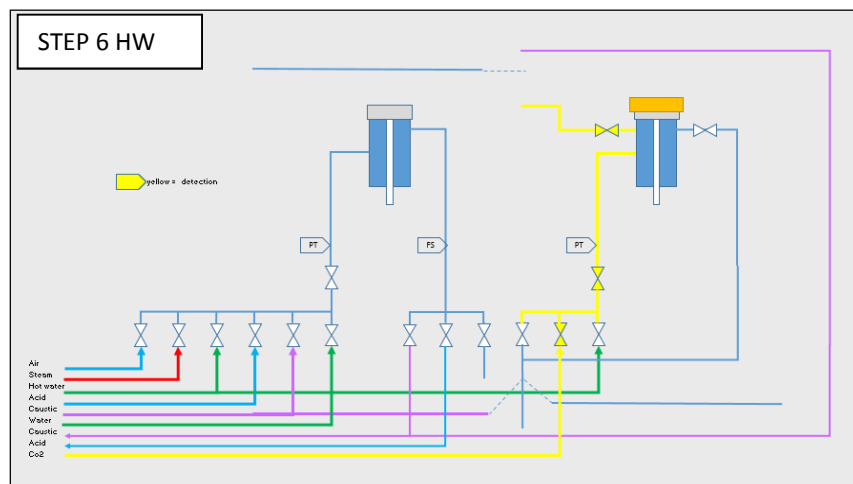 STEP 6 HW
yellow = detection
PT
FS
PT
Air
Steam
Hot water
Acid
Caustic
Water
Caustic
Acid
Co2